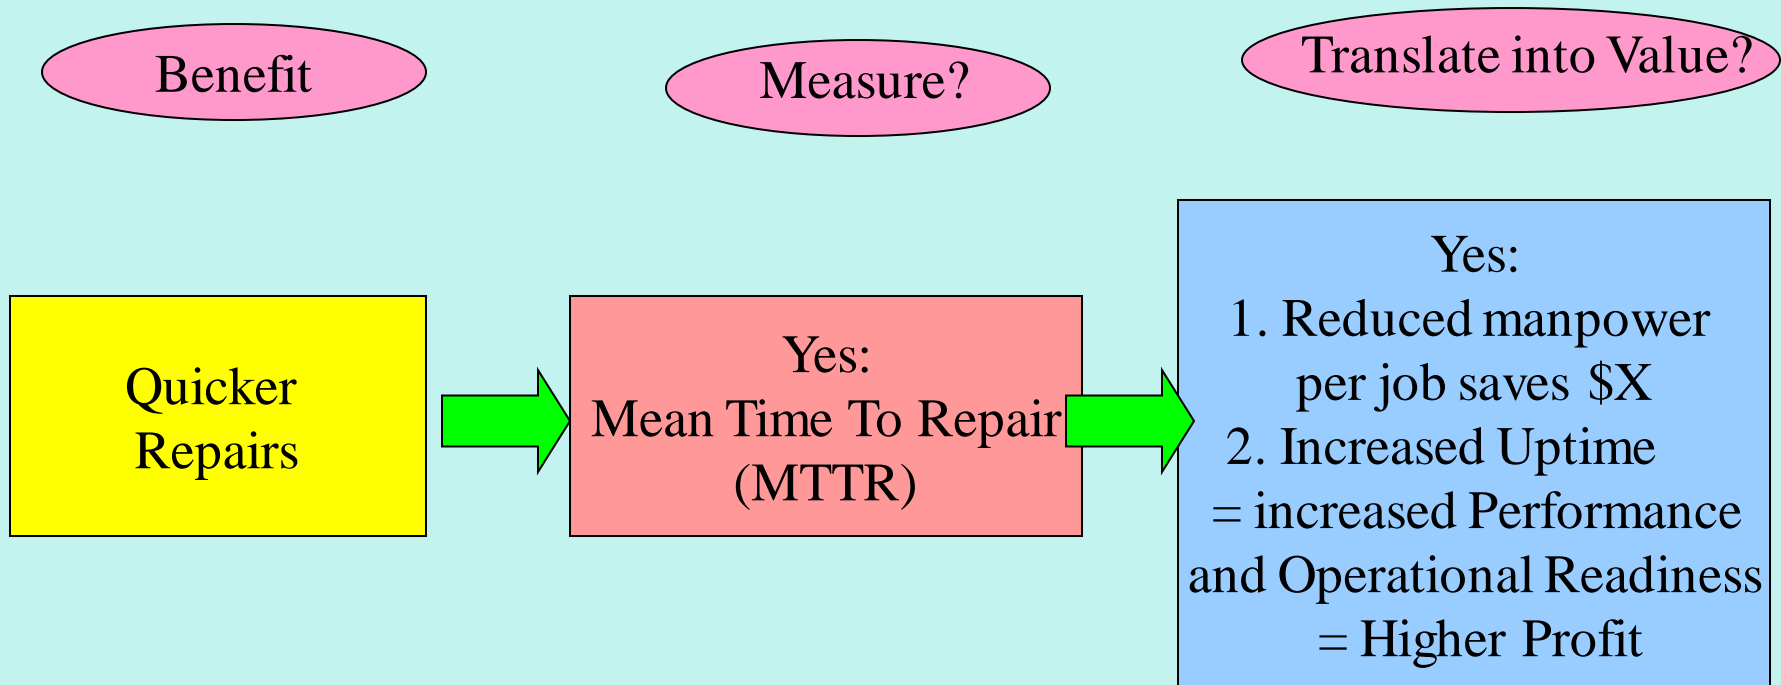 Benefit
Measure?
Translate into Value?
Quicker
Repairs
Yes:
Mean Time To Repair
(MTTR)
Yes:
1. Reduced manpower
per job saves $X
2. Increased Uptime
= increased Performance
and Operational Readiness
= Higher Profit